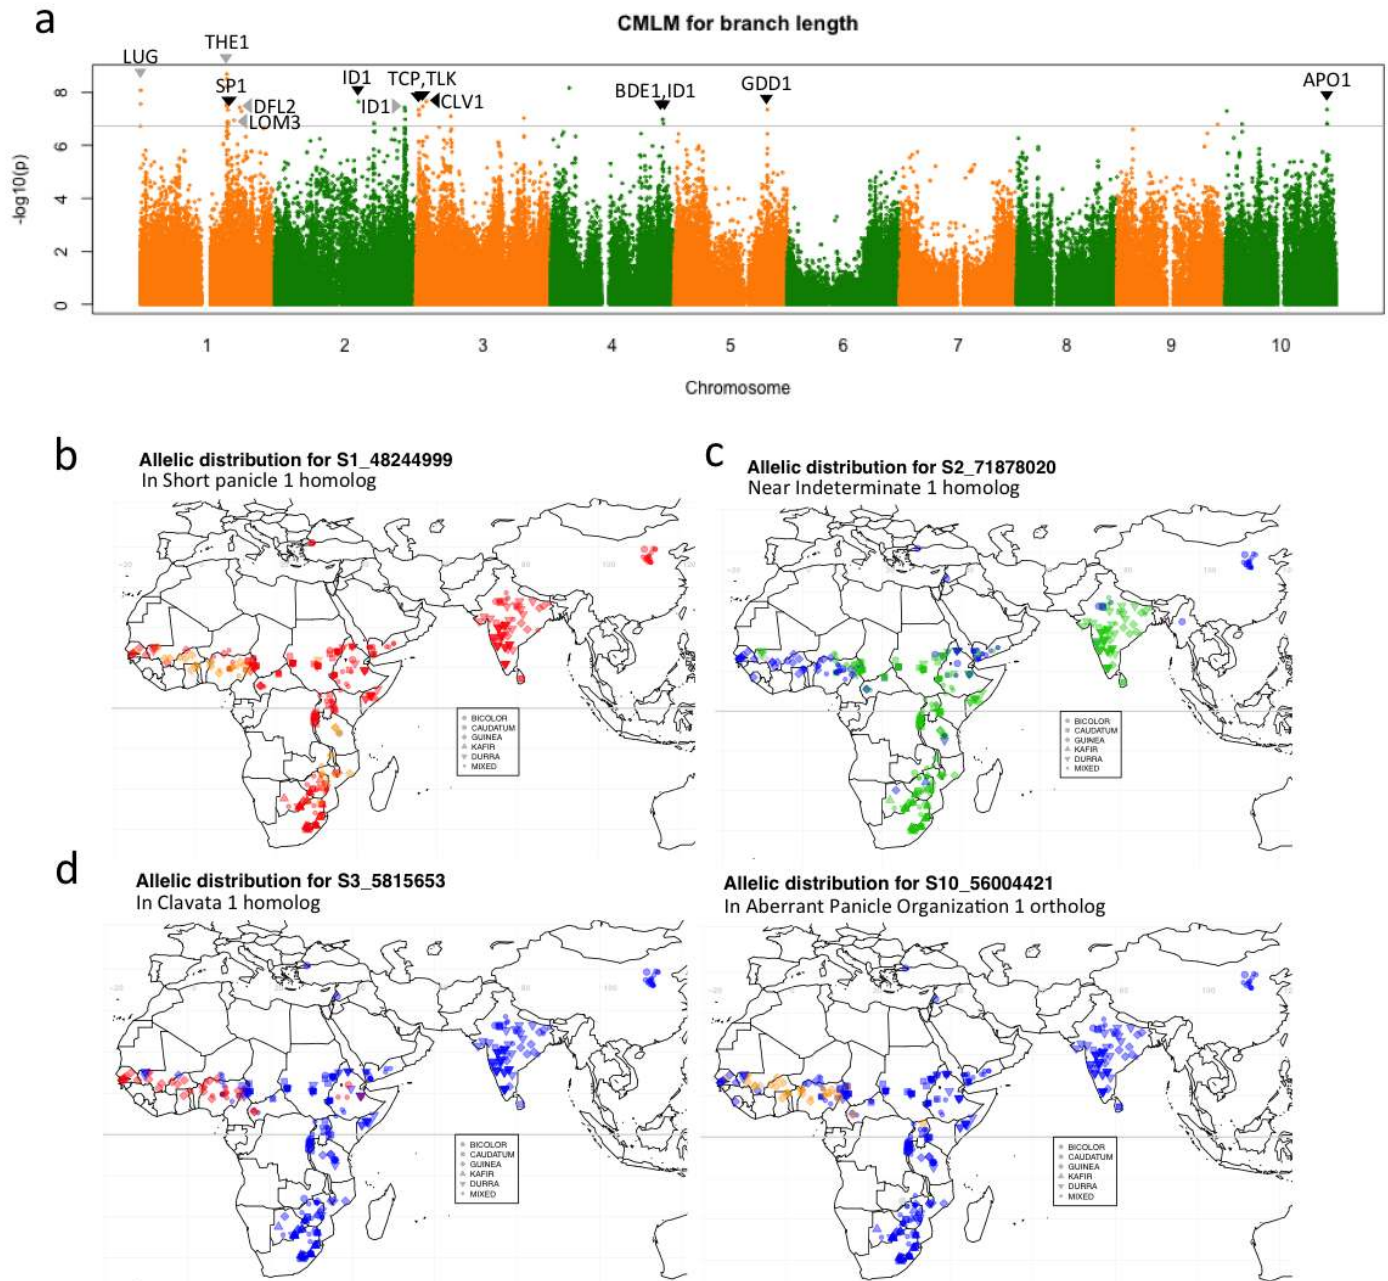 a
CMLM for branch length
THE1
LUG
SP1
DFL2
LOM3
ID1
ID1
TCP,TLK
CLV1
BDE1,ID1
GDD1
APO1
-log10(p)
8
6
4
2
0
1 2 3 4 5 6 7 8 9 10
Chromosome
b
Allelic distribution for S1_48244999
In Short panicle 1 homolog
BICOLOR
CAUDATUM
GUINEA
KAFIR
DURRA
MIXED
c
Allelic distribution for S2_71878020
Near Indeterminate 1 homolog
BICOLOR
CAUDATUM
GUINEA
KAFIR
DURRA
MIXED
d
Allelic distribution for S3_5815653
In Clavata 1 homolog
BICOLOR
CAUDATUM
GUINEA
KAFIR
DURRA
MIXED
Allelic distribution for S10_56004421
In Aberrant Panicle Organization 1 ortholog
BICOLOR
CAUDATUM
GUINEA
KAFIR
DURRA
MIXED